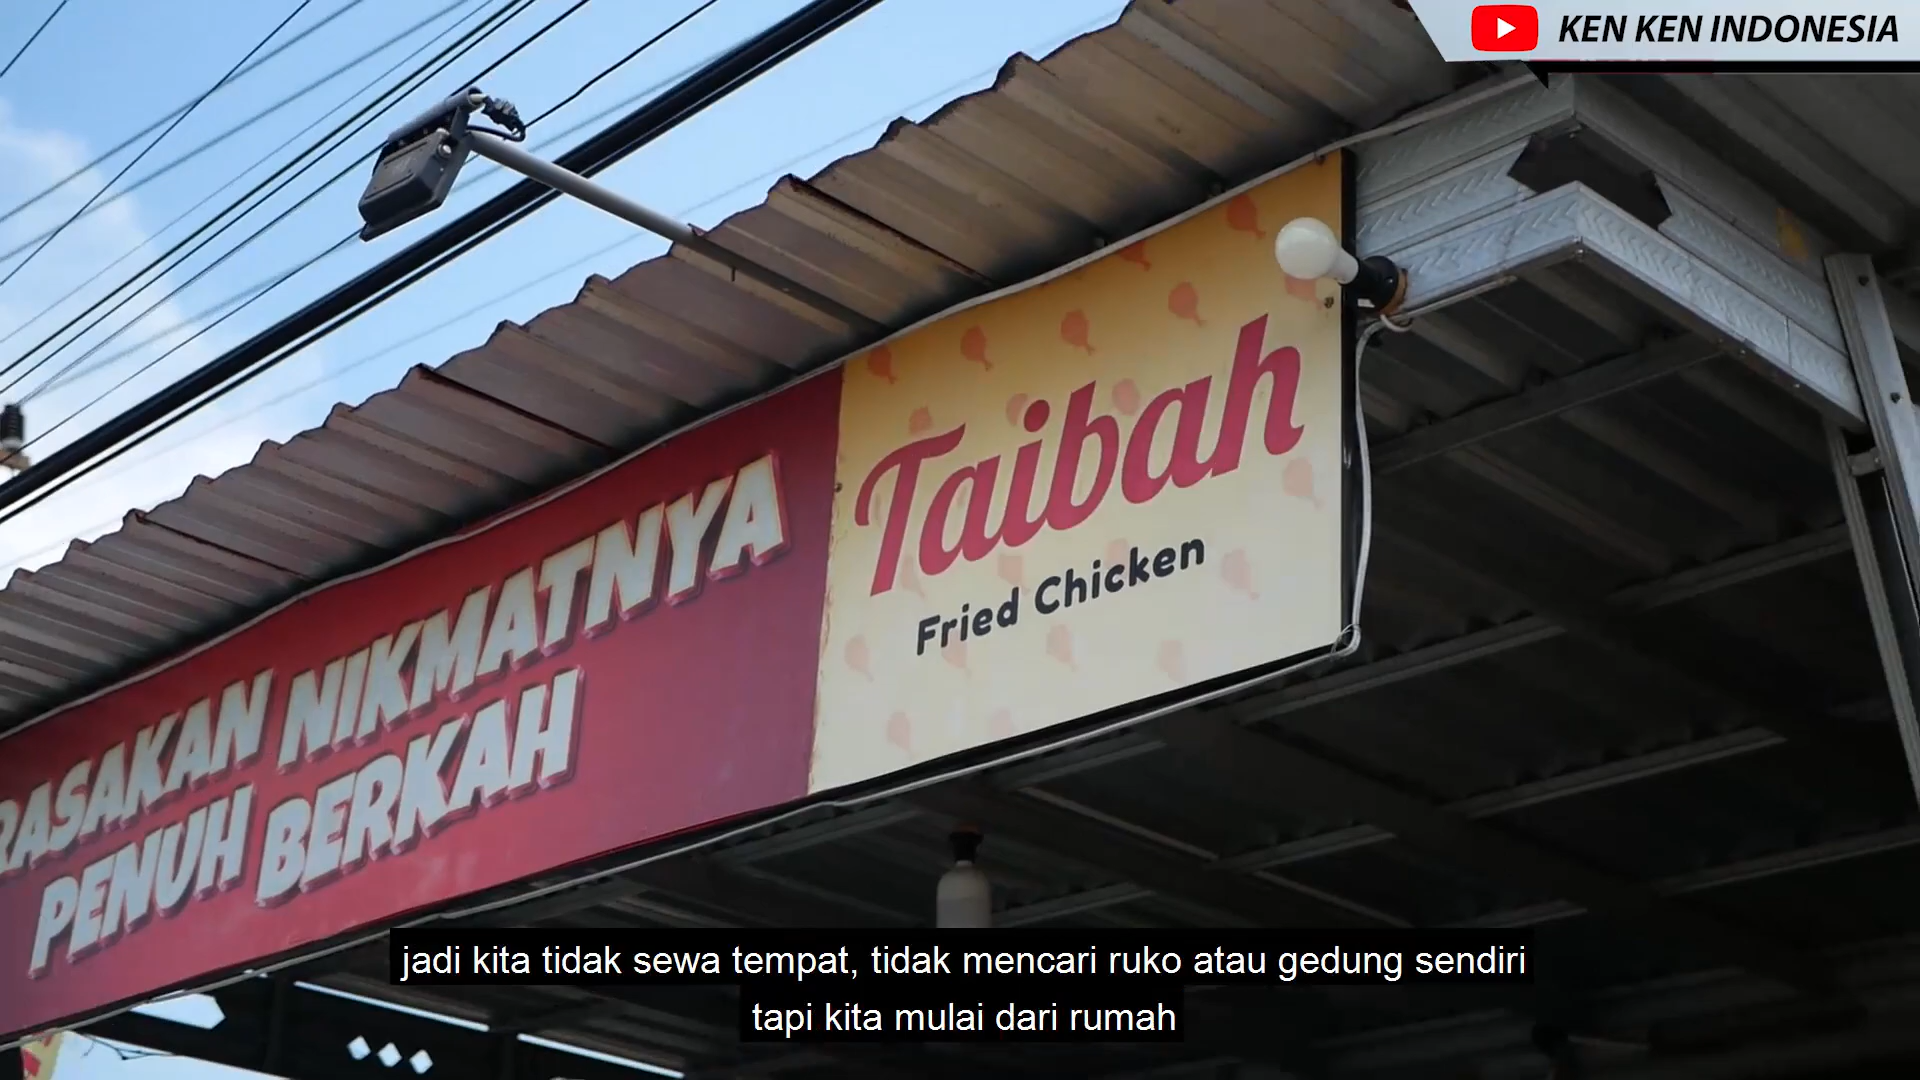 KEN KEN INDONESIA
RASAKAN NIKMATNYA
PENUH BERKAH
Taibah
Fried Chicken
jadi kita tidak sewa tempat, tidak mencari ruko atau gedung sendiri
tapi kita mulai dari rumah